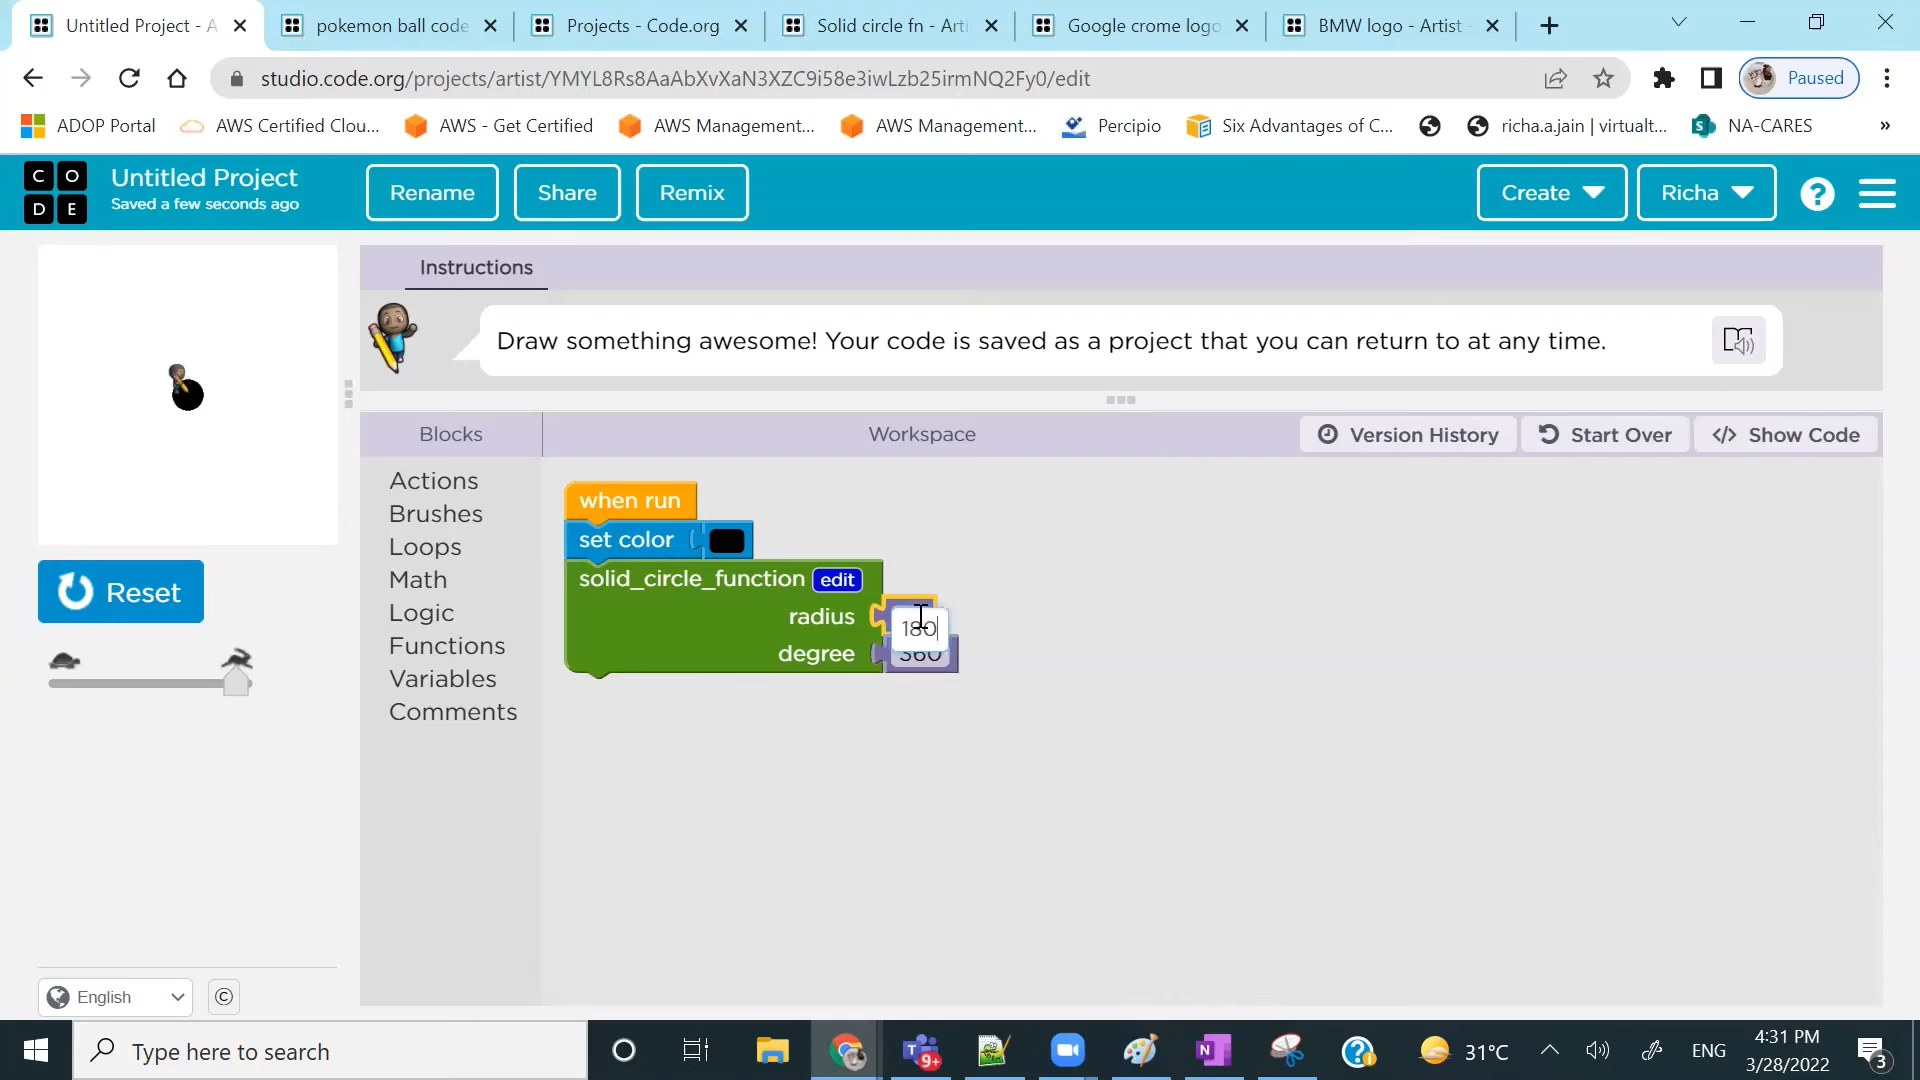 Untitled Project - A
pokemon ball code
Projects - Code.org
Solid circle fn - Arti
Google crome logo
BMW logo - Artist -
studio.code.org/projects/artist/YMYL8Rs8AaAbXvXaN3XZC9i58e3iwLzb25irmNQ2Fy0/edit
Paused
ADOP Portal
AWS Certified Clou...
AWS - Get Certified
AWS Management...
AWS Management...
Percipio
Six Advantages of C...
richa.a.jain | virtualt...
NA-CARES
»
C O
D E
Untitled Project
Saved a few seconds ago
Rename
Share
Remix
Create
Richa
?
Instructions
Draw something awesome! Your code is saved as a project that you can return to at any time.
Blocks
Workspace
Version History
Start Over
</> Show Code
Actions
Brushes
Loops
Math
Logic
Functions
Variables
Comments
when run
set color
solid_circle_function edit
radius
180
degree
360
Reset
English
©
Type here to search
9+
31°C
ENG
4:31 PM
3/28/2022
3